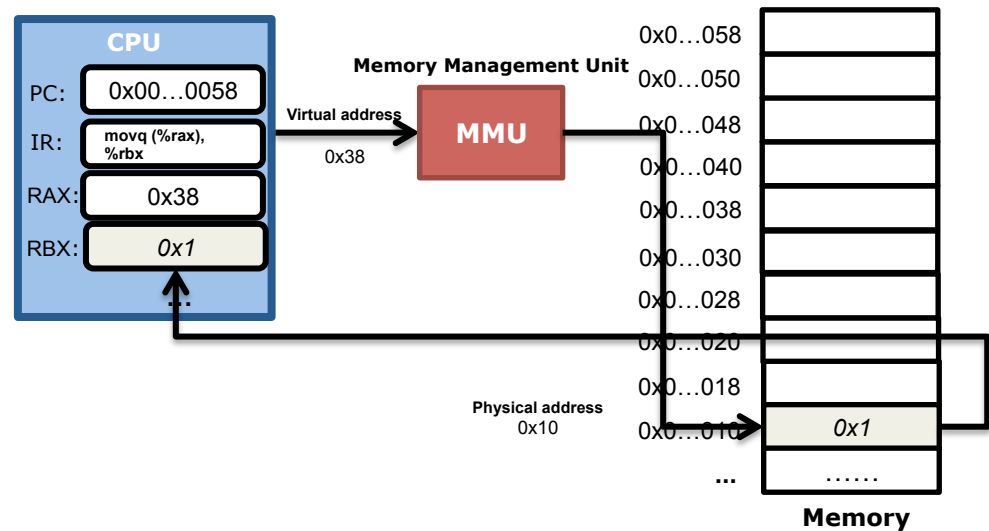 CPU
PC:
0x00…0058
IR:
movq (%rax),
%rbx
RAX:
0x38
RBX:
0x1
...
Virtual address
0x38
Memory Management Unit
MMU
Physical address
0x10
0x0…058
0x0…050
0x0…048
0x0…040
0x0…038
0x0…030
0x0…028
0x0…020
0x0…018
0x0…010
0x1
...
......
Memory